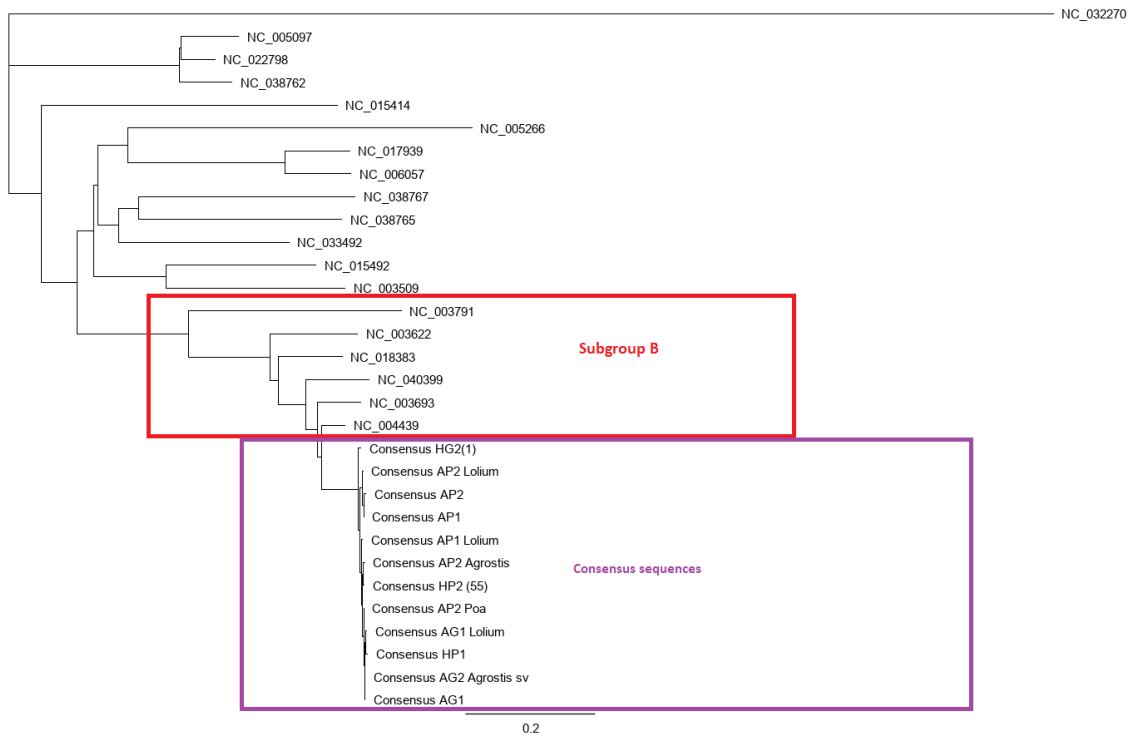 NC_032270
NC_005097
NC_022798
NC_038762
NC_015414
NC_005266
NC_017939
NC_006057
NC_038767
NC_038765
NC_033492
NC_015492
NC_003509
NC_003791
NC_003622
Subgroup B
NC_018383
NC_040399
NC_003693
NC_004439
Consensus HG2(1)
Consensus AP2 Lolium
Consensus AP2
Consensus AP1
Consensus AP1 Lolium
Consensus AP2 Agrostis
Consensus sequences
Consensus HP2 (55)
Consensus AP2 Poa
Consensus AG1 Lolium
Consensus HP1
Consensus AG2 Agrostis sv
Consensus AG1
0.2